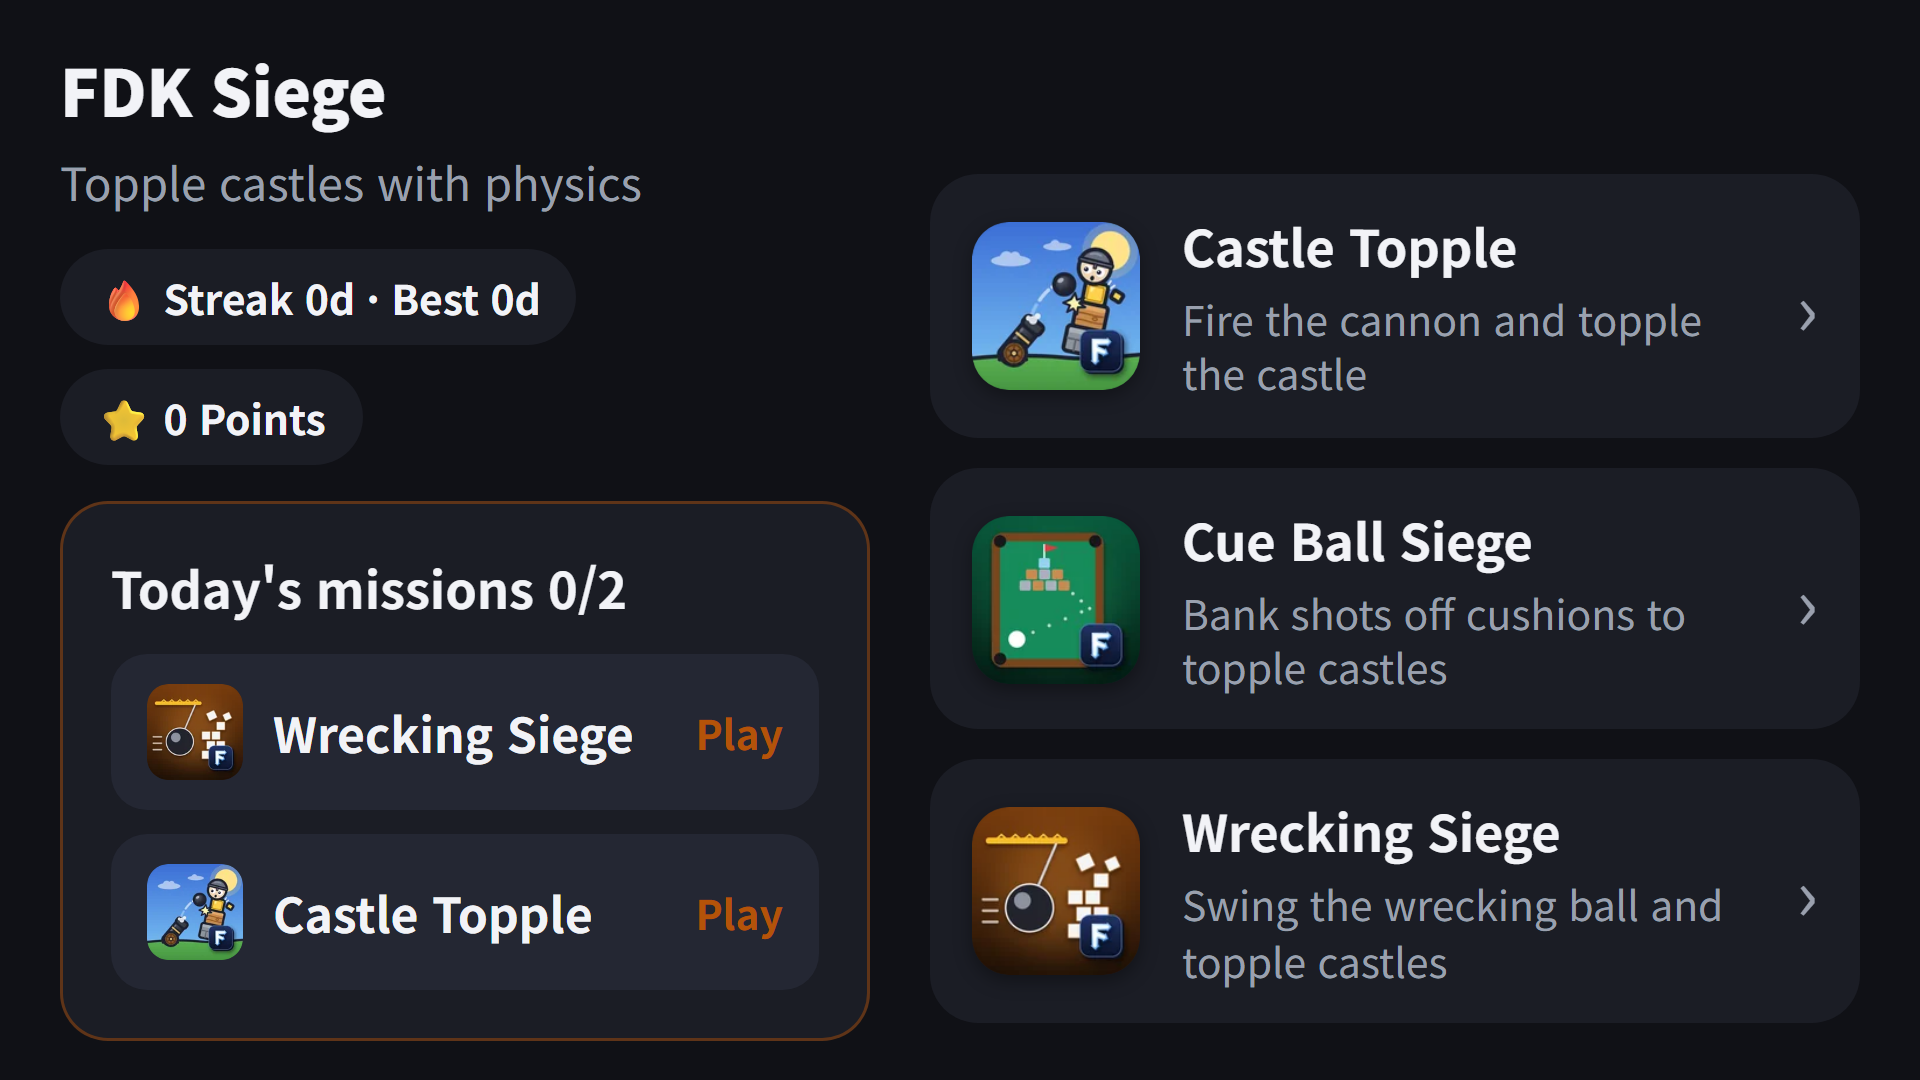 FDK Siege
Topple castles with physics
Streak 0d · Best 0d
0 Points
Today's missions 0/2
Wrecking Siege
Play
Castle Topple
Play
Castle Topple
Fire the cannon and topple
the castle
Cue Ball Siege
Bank shots off cushions to
topple castles
Wrecking Siege
Swing the wrecking ball and
topple castles
F
F
F
F
F